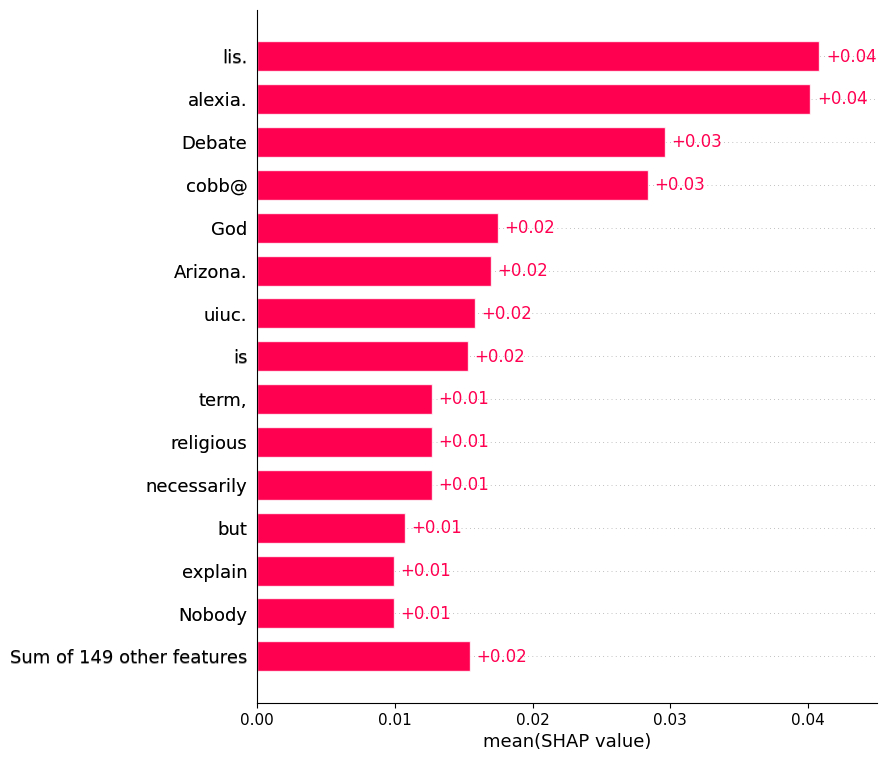 lis. +0.04
alexia. +0.04
Debate +0.03
cobb@ +0.03
God +0.02
Arizona. +0.02
uiuc. +0.02
is +0.02
term, +0.01
religious +0.01
necessarily +0.01
but +0.01
explain +0.01
Nobody +0.01
Sum of 149 other features +0.02
0.00 0.01 0.02 0.03 0.04
mean(SHAP value)